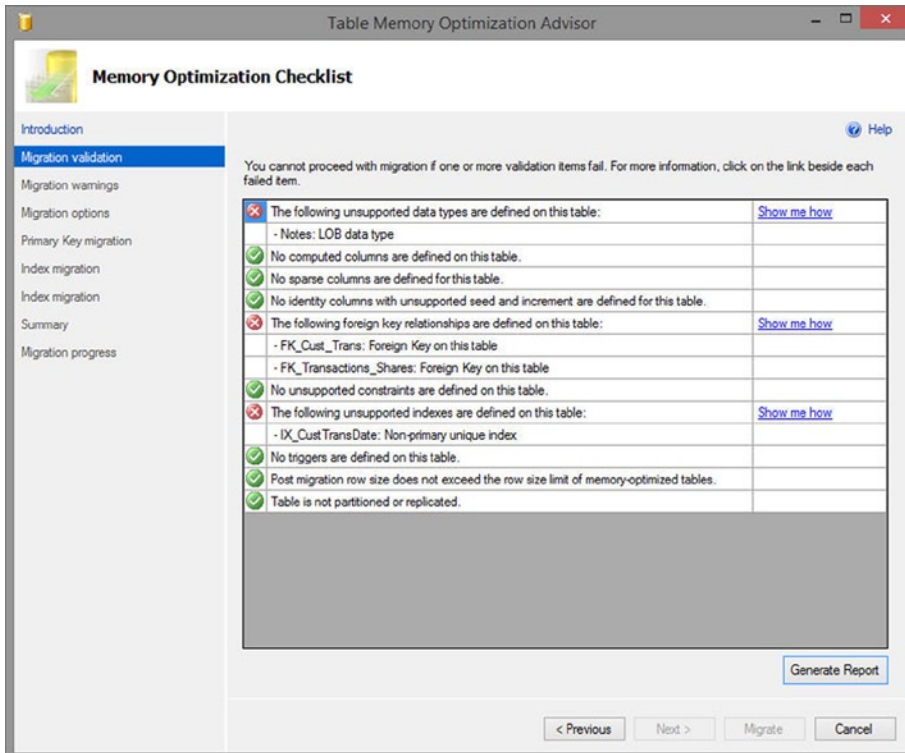 Table Memory Optimization Advisor
Memory Optimization Checklist
Introduction
Migration validation
Migration warnings
Migration options
Primary Key migration
Index migration
Index migration
Summary
Migration progress
Help
You cannot proceed with migration if one or more validation items fail. For more information, click on the link beside each
failed item.
The following unsupported data types are defined on this table: Show me how
- Notes: LOB data type
No computed columns are defined on this table.
No sparse columns are defined for this table.
No identity columns with unsupported seed and increment are defined for this table.
The following foreign key relationships are defined on this table: Show me how
- FK_Cust_Trans: Foreign Key on this table
- FK_Transactions_Shares: Foreign Key on this table
No unsupported constraints are defined on this table.
The following unsupported indexes are defined on this table: Show me how
- IX_CustTransDate: Non-primary unique index
No triggers are defined on this table.
Post migration row size does not exceed the row size limit of memory-optimized tables.
Table is not partitioned or replicated.
Generate Report
< Previous
Next >
Migrate
Cancel